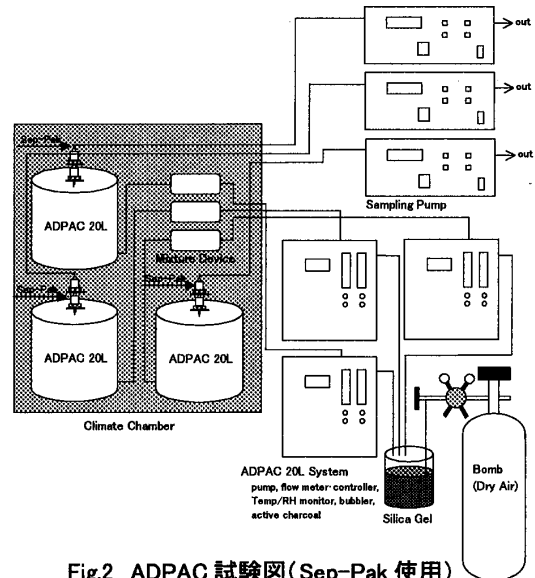 out
out
out
Sampling Pump
Sep-Pak
ADPAC 20L
Mixture Device
Sep-Pak
Sep-Pak
ADPAC 20L
ADPAC 20L
Climate Chamber
ADPAC 20L System
pump, flow meter·controller,
Temp/RH monitor, bubbler,
active charcoal
Silica Gel
Bomb
(Dry Air)
Fig.2 ADPAC 試験図(Sep-Pak 使用)